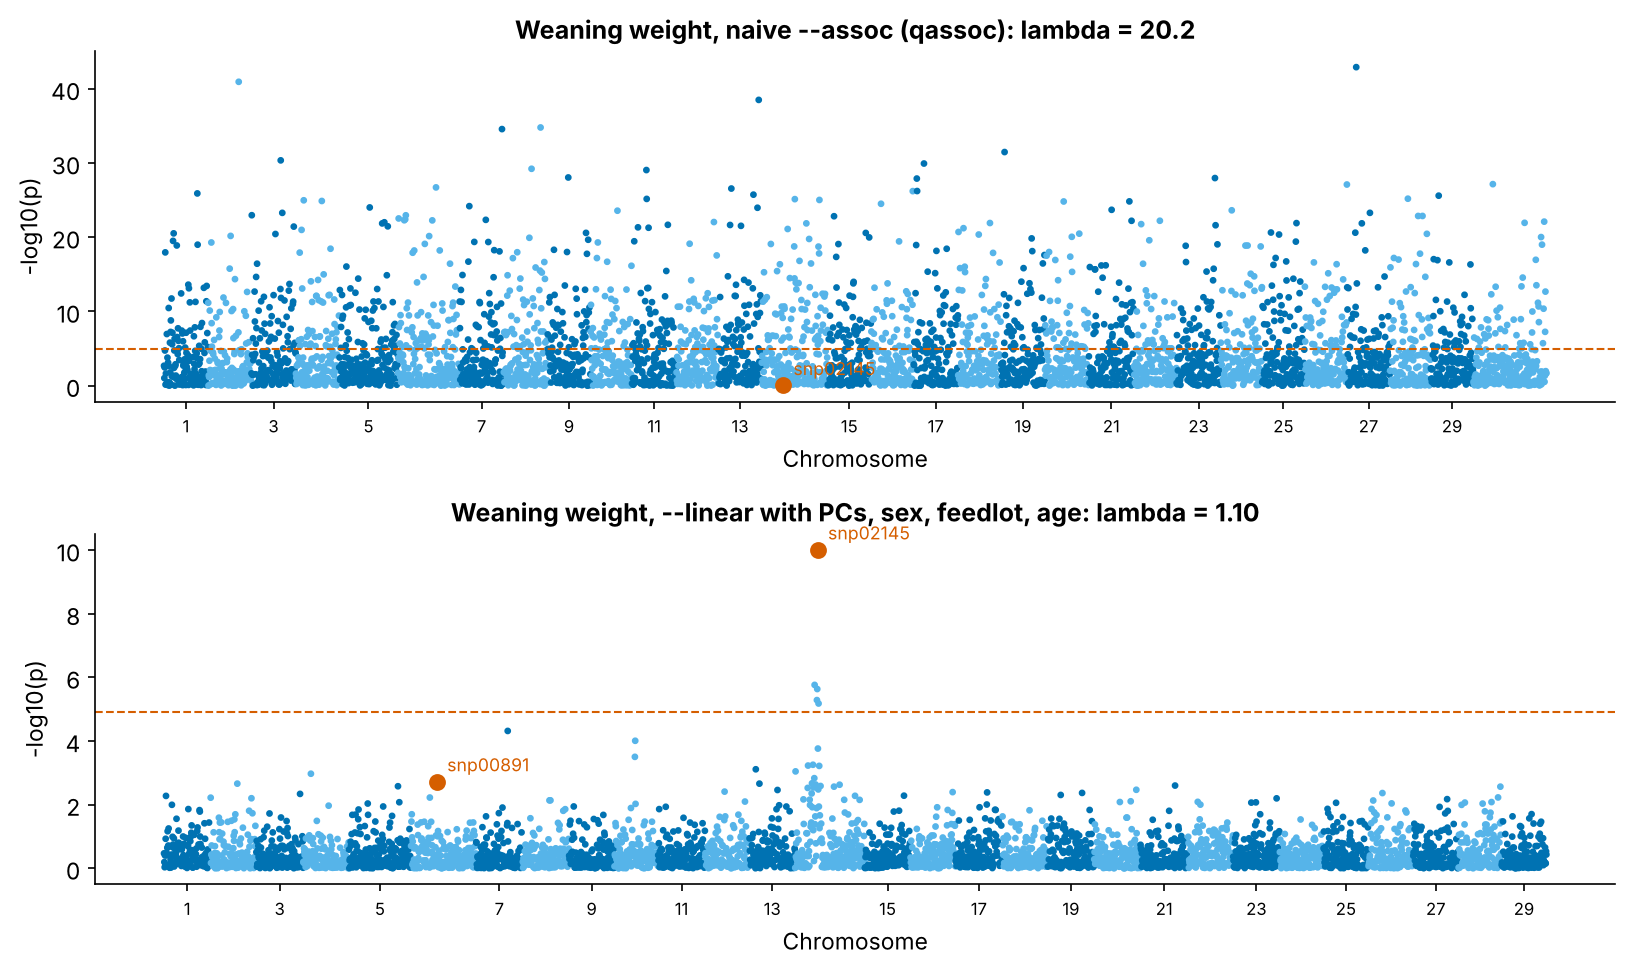 Weaning weight, naive --assoc (qassoc): lambda = 20.2
-log10(p)
40
30
20
10
0
snp02145
1 3 5 7 9 11 13 15 17 19 21 23 25 27 29
Chromosome
Weaning weight, --linear with PCs, sex, feedlot, age: lambda = 1.10
-log10(p)
10
8
6
4
2
0
snp02145
snp00891
1 3 5 7 9 11 13 15 17 19 21 23 25 27 29
Chromosome